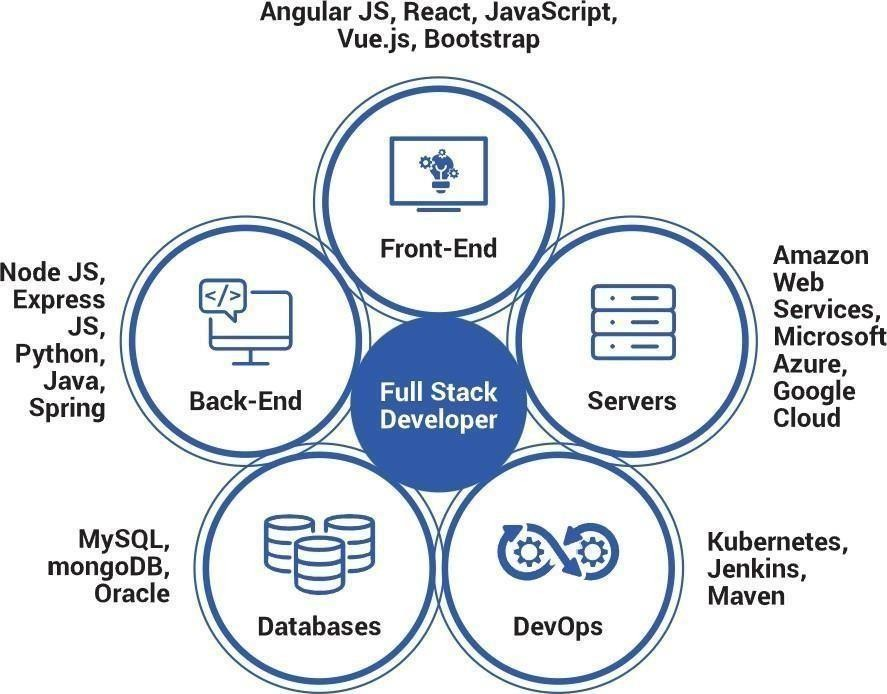 Angular JS, React, JavaScript,
Vue.js, Bootstrap
Front-End
Node JS,
Express
JS,
Python,
Java,
Spring
</>
Back-End
Full Stack
Developer
Servers
Amazon
Web
Services,
Microsoft
Azure,
Google
Cloud
MySQL,
mongoDB,
Oracle
Databases
DevOps
Kubernetes,
Jenkins,
Maven